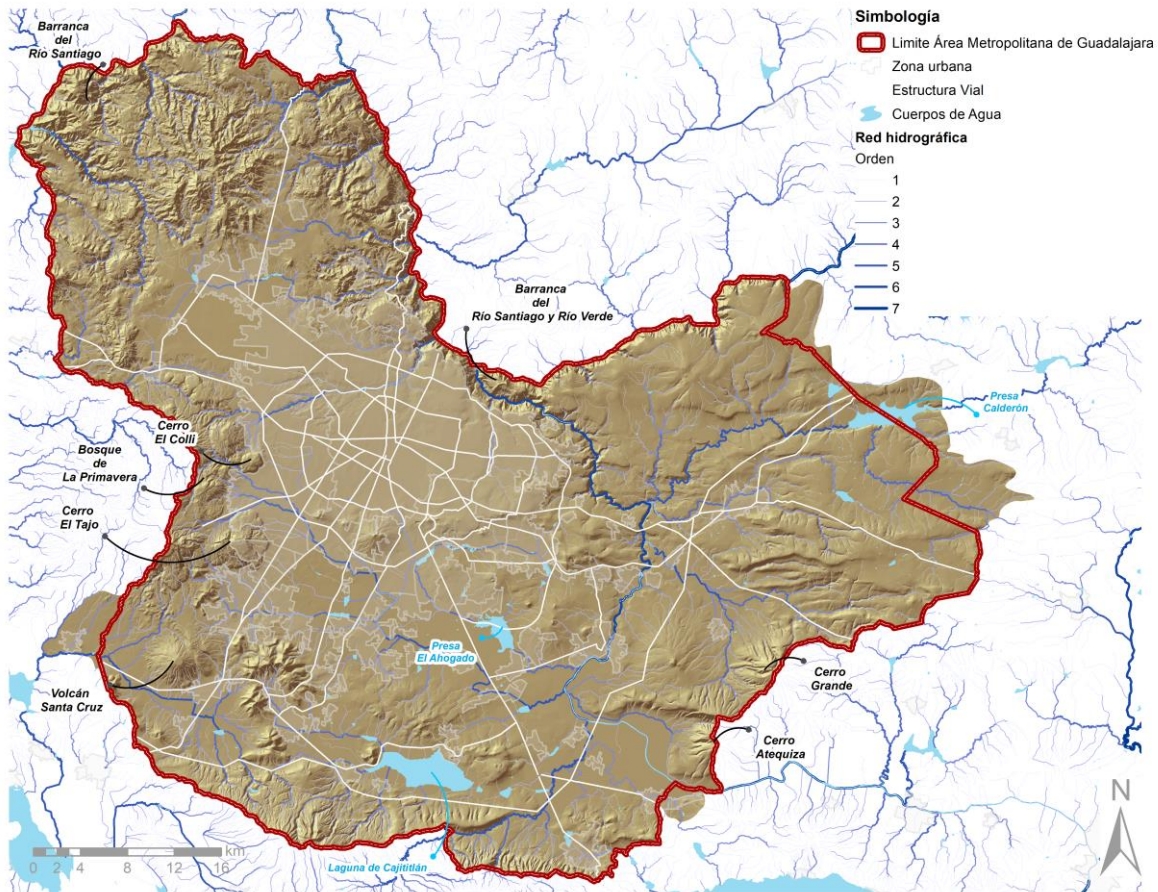 Simbología
Limite Área Metropolitana de Guadalajara
Zona urbana
Estructura Vial
Cuerpos de Agua
Red hidrográfica
Orden
1
2
3
4
5
6
7
Barranca
del
Río Santiago
Barranca
del
Río Santiago y Río Verde
Presa
Calderón
Cerro
El Colli
Bosque
de
La Primavera
Cerro
El Tajo
Presa
El Ahogado
Volcán
Santa Cruz
Cerro
Grande
Cerro
Atequiza
Laguna de Cajititlán
N
km
0 2 4 8 12 16